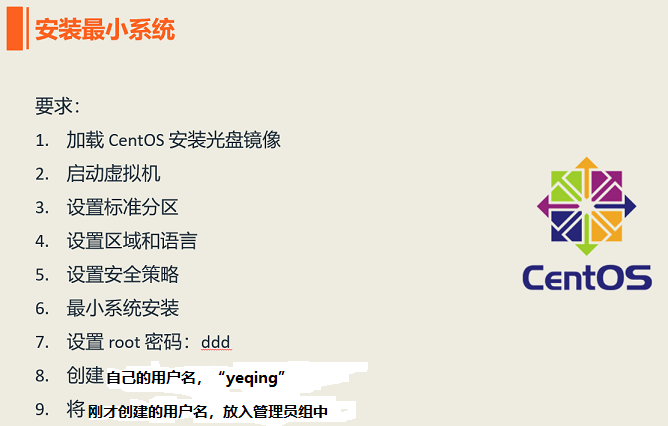 安装最小系统
要求：
1. 加载 CentOS 安装光盘镜像
2. 启动虚拟机
3. 设置标准分区
4. 设置区域和语言
5. 设置安全策略
6. 最小系统安装
7. 设置 root 密码：ddd
8. 创建自己的用户名，“yeqing”
9. 将刚才创建的用户名，放入管理员组中
CentOS